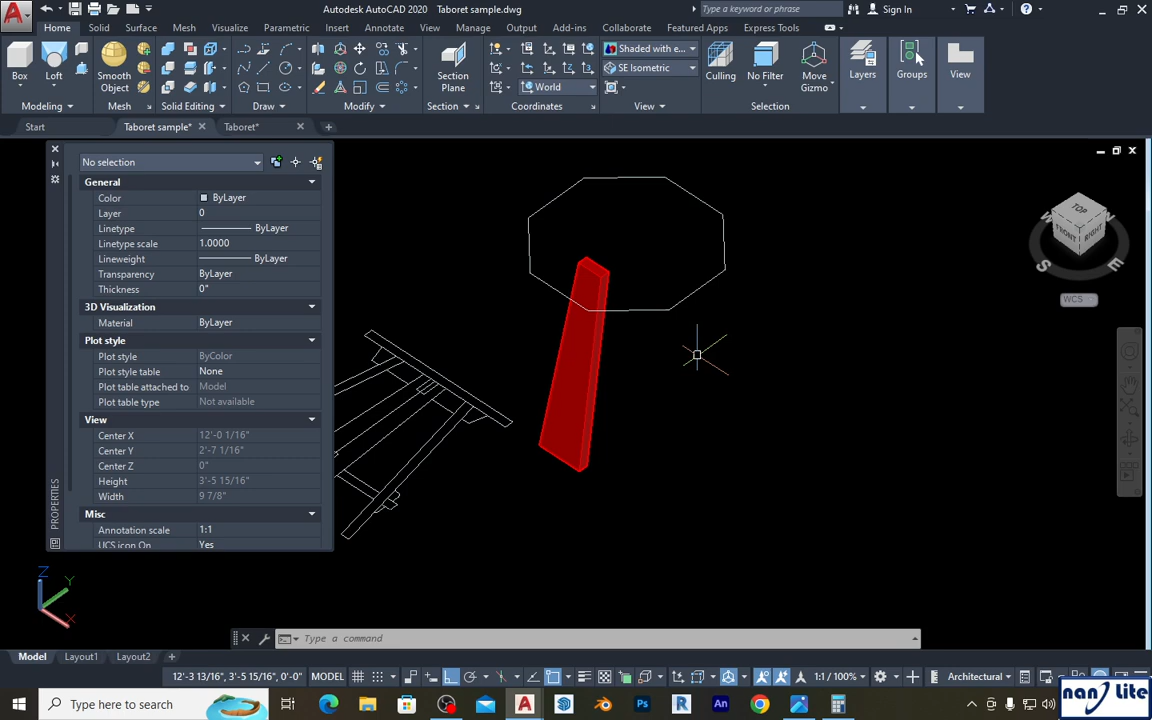 Autodesk AutoCAD 2020 Taboret sample.dwg
Type a keyword or phrase
Sign In
Home Solid Surface Mesh Visualize Parametric Insert Annotate View Manage Output Add-ins Collaborate Featured Apps Express Tools
Box
Loft
Smooth
Object
Section
Plane
Shaded with e...
SE Isometric
World
Culling
No Filter
Move
Gizmo
Layers
Groups
View
Modeling
Mesh
Solid Editing
Draw
Modify
Section
Coordinates
View
Selection
Start
Taboret sample*
Taboret*
No selection
General
Color ByLayer
Layer 0
Linetype ByLayer
Linetype scale 1.0000
Lineweight ByLayer
Transparency ByLayer
Thickness 0"
3D Visualization
Material ByLayer
Plot style
Plot style ByColor
Plot style table None
Plot table attached to Model
Plot table type Not available
View
Center X 12'-0 1/16"
Center Y 2'-7 1/16"
Center Z 0"
Height 3'-5 15/16"
Width 9 7/8"
Misc
Annotation scale 1:1
UCS icon On Yes
PROPERTIES
TOP
FRONT
RIGHT
W
N
S
E
WCS
Z
Y
X
Type a command
Model Layout1 Layout2
12'-3 13/16", 3'-5 15/16", 0'-0" MODEL
1:1 / 100%
Architectural
Type here to search
nan lite